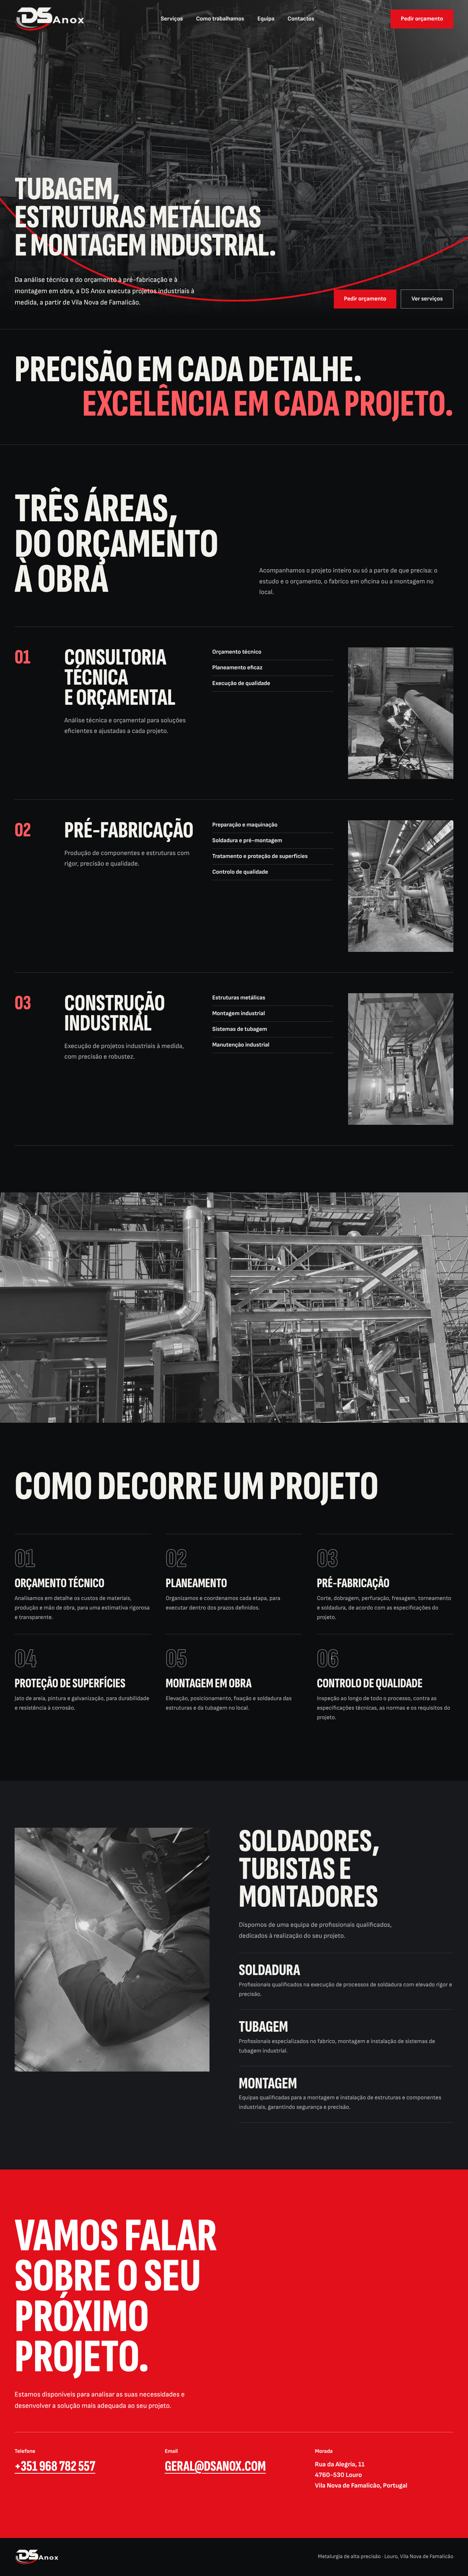 DS Anox
Serviços
Como trabalhamos
Equipa
Contactos
Pedir orçamento
TUBAGEM,
ESTRUTURAS METÁLICAS
E MONTAGEM INDUSTRIAL.
Da análise técnica e do orçamento à pré-fabricação e à
montagem em obra, a DS Anox executa projetos industriais à
medida, a partir de Vila Nova de Famalicão.
Pedir orçamento
Ver serviços
PRECISÃO EM CADA DETALHE.
EXCELÊNCIA EM CADA PROJETO.
TRÊS ÁREAS,
DO ORÇAMENTO
À OBRA
Acompanhamos o projeto inteiro ou só a parte de que precisa: o
estudo e o orçamento, o fabrico em oficina ou a montagem no
local.
01
CONSULTORIA
TÉCNICA
E ORÇAMENTAL
Análise técnica e orçamental para soluções
eficientes e ajustadas a cada projeto.
Orçamento técnico
Planeamento eficaz
Execução de qualidade
02
PRÉ-FABRICAÇÃO
Produção de componentes e estruturas com
rigor, precisão e qualidade.
Preparação e maquinação
Soldadura e pré-montagem
Tratamento e proteção de superfícies
Controlo de qualidade
03
CONSTRUÇÃO
INDUSTRIAL
Execução de projetos industriais à medida,
com precisão e robustez.
Estruturas metálicas
Montagem industrial
Sistemas de tubagem
Manutenção industrial
COMO DECORRE UM PROJETO
01
ORÇAMENTO TÉCNICO
Analisamos em detalhe os custos de materiais,
produção e mão de obra, para uma estimativa rigorosa
e transparente.
02
PLANEAMENTO
Organizamos e coordenamos cada etapa, para
executar dentro dos prazos definidos.
03
PRÉ-FABRICAÇÃO
Corte, dobragem, perfuração, fresagem, torneamento
e soldadura, de acordo com as especificações do
projeto.
04
PROTEÇÃO DE SUPERFÍCIES
Jato de areia, pintura e galvanização, para durabilidade
e resistência à corrosão.
05
MONTAGEM EM OBRA
Elevação, posicionamento, fixação e soldadura das
estruturas e da tubagem no local.
06
CONTROLO DE QUALIDADE
Inspeção ao longo de todo o processo, contra as
especificações técnicas, as normas e os requisitos do
projeto.
FIRE BLUE
SOLDADORES,
TUBISTAS E
MONTADORES
Dispomos de uma equipa de profissionais qualificados,
dedicados à realização do seu projeto.
SOLDADURA
Profissionais qualificados na execução de processos de soldadura com elevado rigor e
precisão.
TUBAGEM
Profissionais especializados no fabrico, montagem e instalação de sistemas de
tubagem industrial.
MONTAGEM
Equipas qualificadas para a montagem e instalação de estruturas e componentes
industriais, garantindo segurança e precisão.
VAMOS FALAR
SOBRE O SEU
PRÓXIMO
PROJETO.
Estamos disponíveis para analisar as suas necessidades e
desenvolver a solução mais adequada ao seu projeto.
Telefone
+351 968 782 557
Email
GERAL@DSANOX.COM
Morada
Rua da Alegria, 11
4760-530 Louro
Vila Nova de Famalicão, Portugal
DS Anox
Metalurgia de alta precisão · Louro, Vila Nova de Famalicão